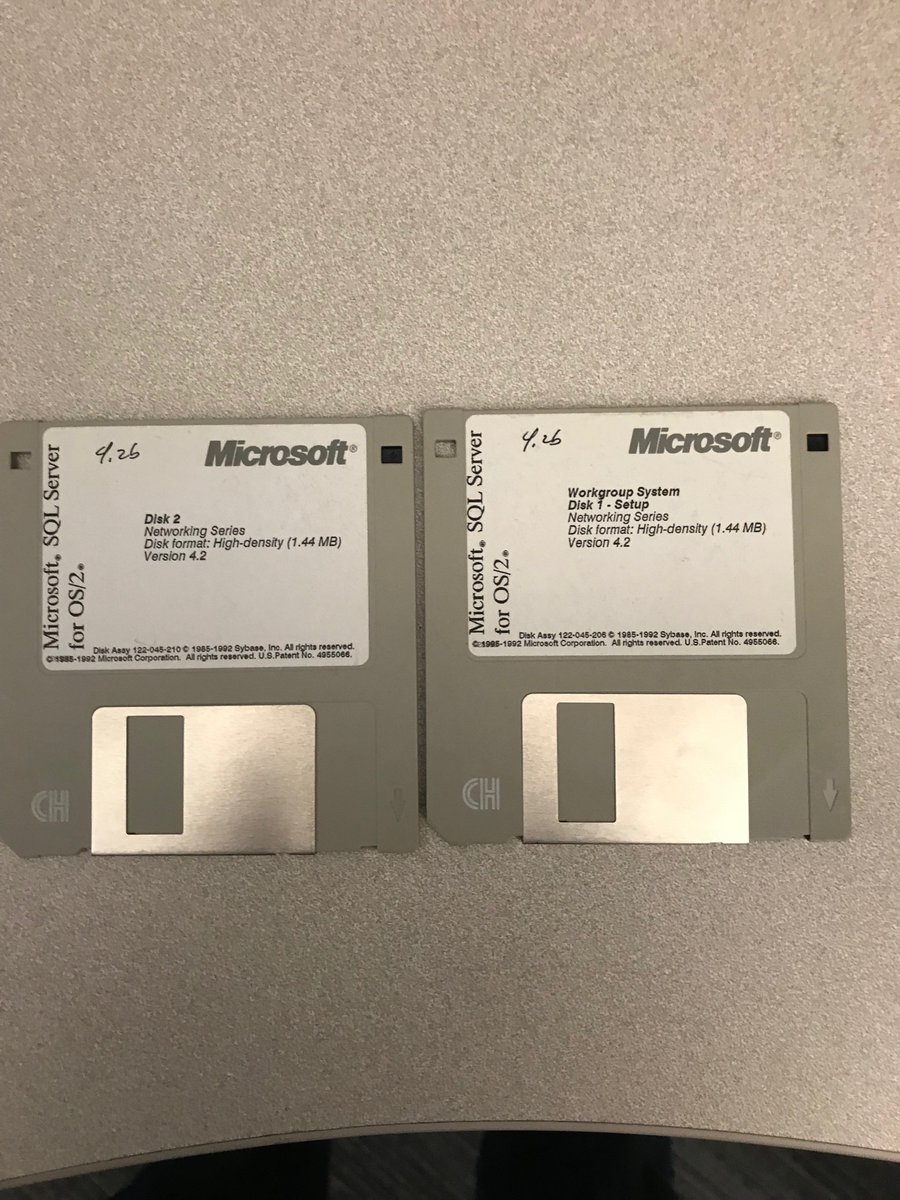 4.2b
Microsoft®
Microsoft® SQL Server
for OS/2®
Disk 2
Networking Series
Disk format: High-density (1.44 MB)
Version 4.2
Disk Assy 122-045-210 © 1985-1992 Sybase, Inc. All rights reserved.
© 1985-1992 Microsoft Corporation. All rights reserved. U.S.Patent No. 4955066.
4.2b
Microsoft®
Microsoft® SQL Server
for OS/2®
Workgroup System
Disk 1 - Setup
Networking Series
Disk format: High-density (1.44 MB)
Version 4.2
Disk Assy 122-045-206 © 1985-1992 Sybase, Inc. All rights reserved.
© 1985-1992 Microsoft Corporation. All rights reserved. U.S.Patent No. 4955066.
CH
CH